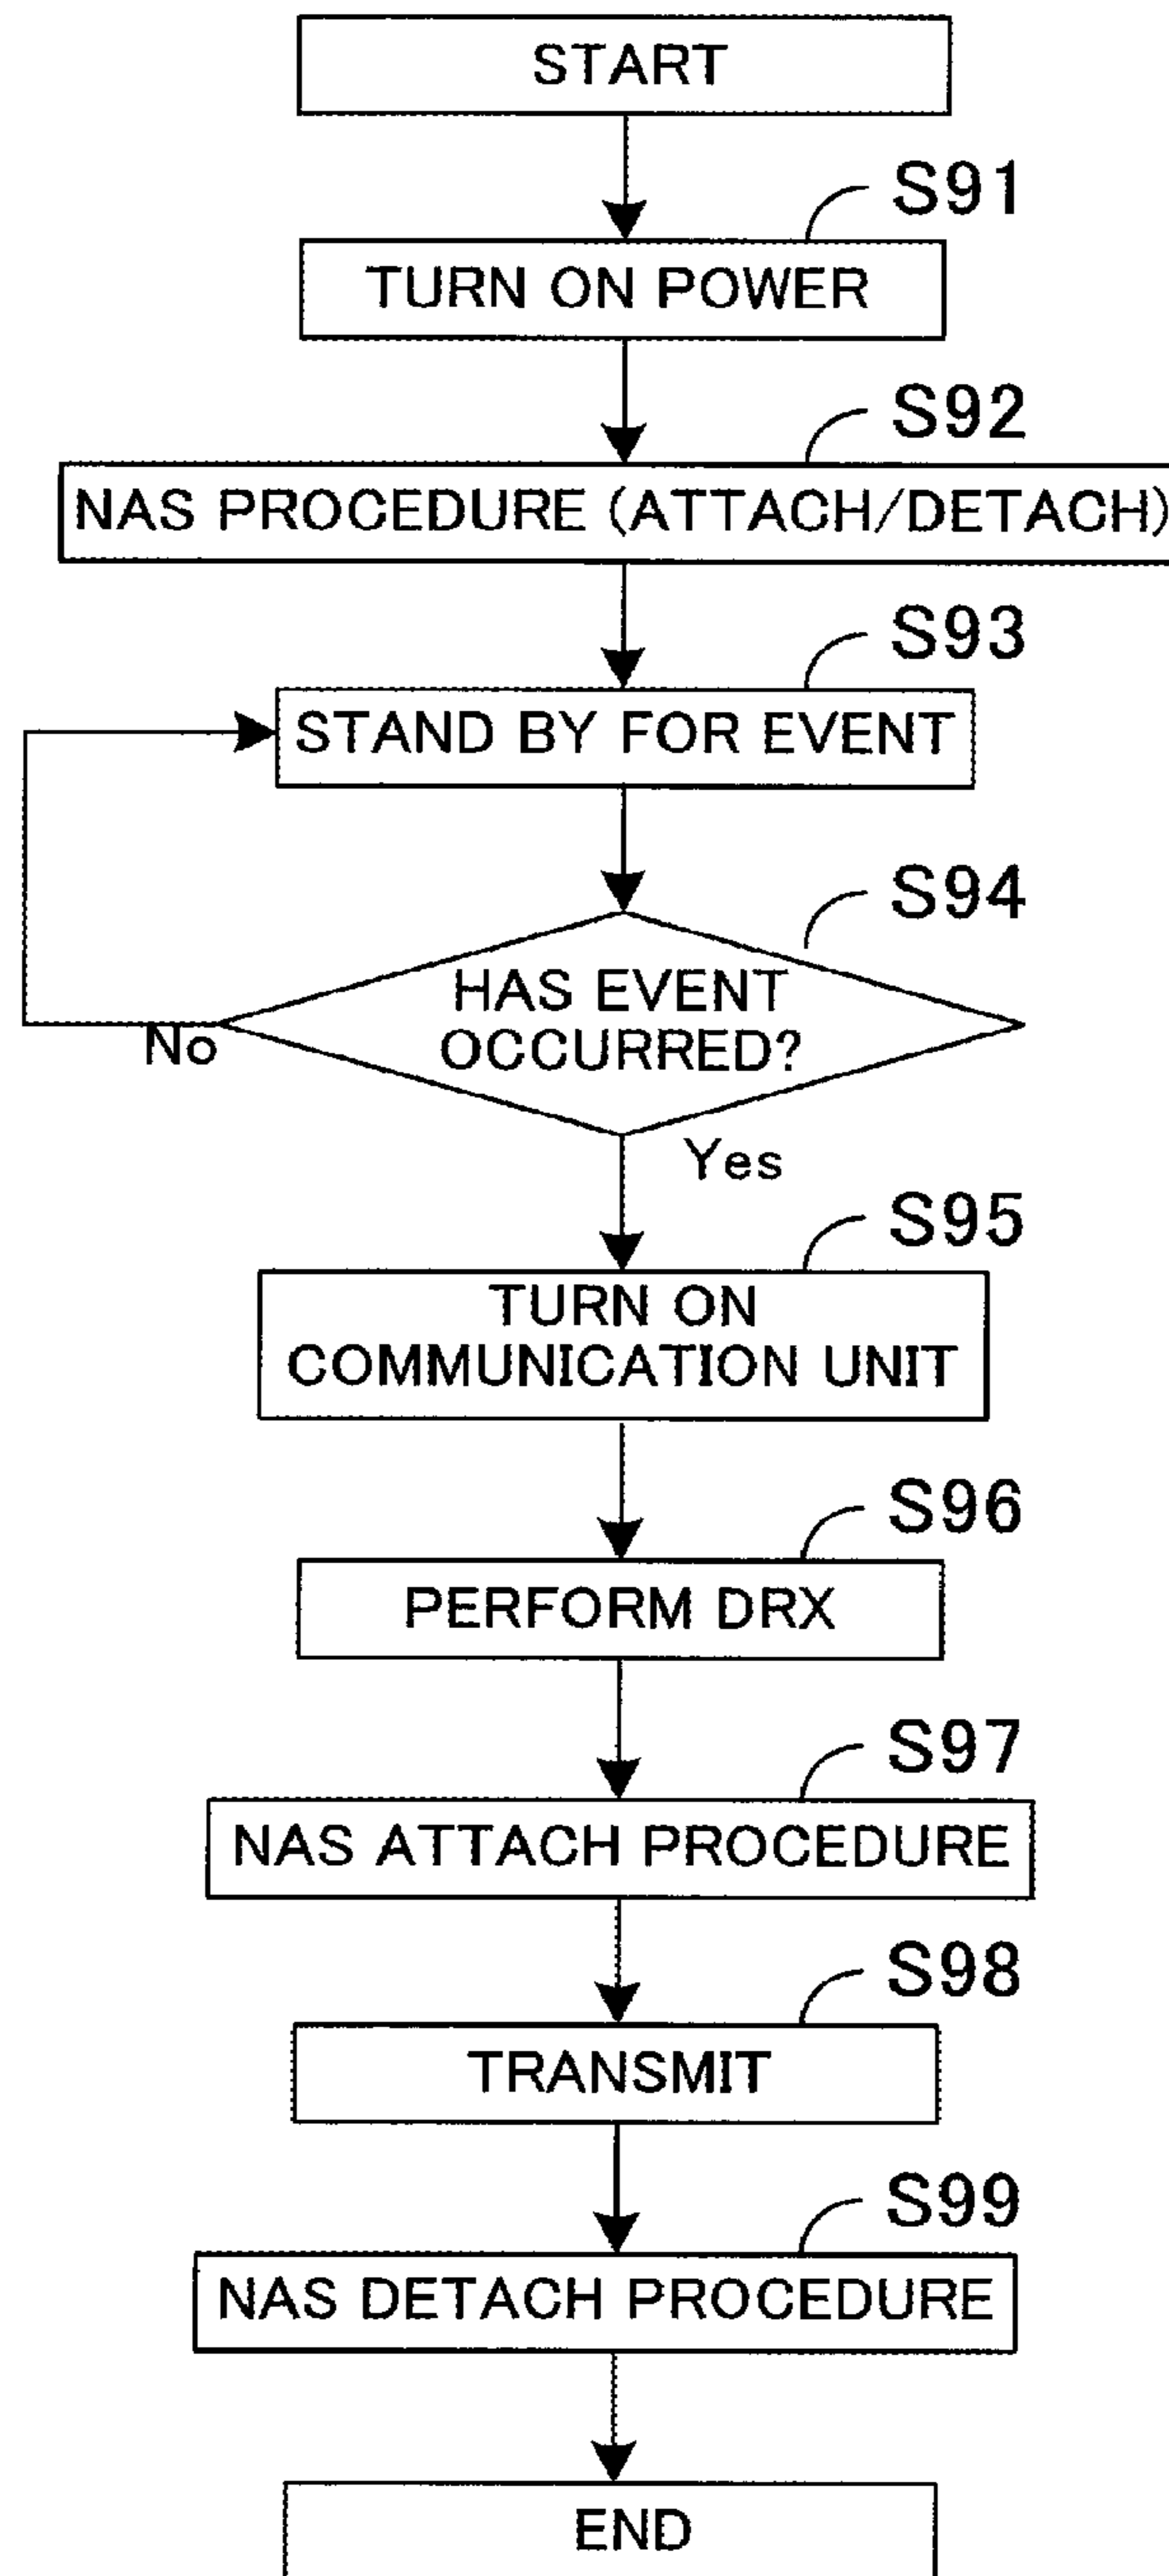 START
S91
TURN ON POWER
S92
NAS PROCEDURE (ATTACH/DETACH)
S93
STAND BY FOR EVENT
S94
HAS EVENT
OCCURRED?
No
Yes
S95
TURN ON
COMMUNICATION UNIT
S96
PERFORM DRX
S97
NAS ATTACH PROCEDURE
S98
TRANSMIT
S99
NAS DETACH PROCEDURE
END